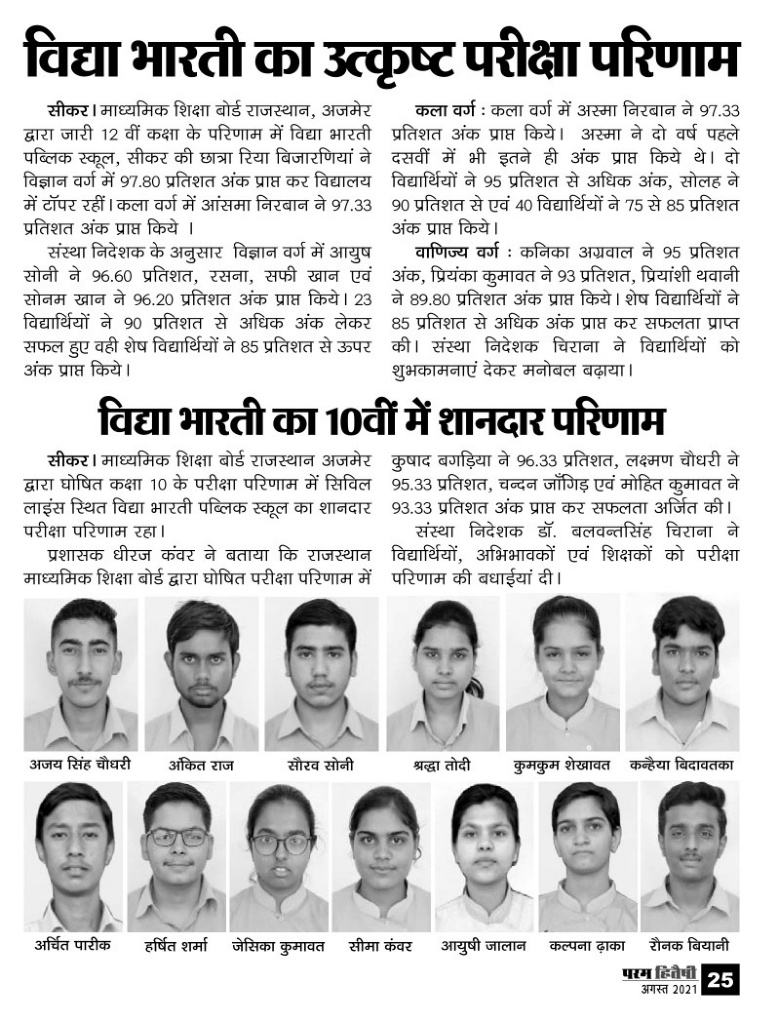 विद्या भारती का उत्कृष्ट परीक्षा परिणाम
सीकर। माध्यमिक शिक्षा बोर्ड राजस्थान, अजमेर
द्वारा जारी 12 वीं कक्षा के परिणाम में विद्या भारती
पब्लिक स्कूल, सीकर की छात्रा रिया बिजारणियां ने
विज्ञान वर्ग में 97.80 प्रतिशत अंक प्राप्त कर विद्यालय
में टॉपर रहीं। कला वर्ग में आंसमा निरबान ने 97.33
प्रतिशत अंक प्राप्त किये ।
संस्था निदेशक के अनुसार विज्ञान वर्ग में आयुष
सोनी ने 96.60 प्रतिशत, रसना, सफी खान एवं
सोनम खान ने 96.20 प्रतिशत अंक प्राप्त किये। 23
विद्यार्थियों ने 90 प्रतिशत से अधिक अंक लेकर
सफल हुए वही शेष विद्यार्थियों ने 85 प्रतिशत से ऊपर
अंक प्राप्त किये।
कला वर्ग : कला वर्ग में अस्मा निरबान ने 97.33
प्रतिशत अंक प्राप्त किये। अस्मा ने दो वर्ष पहले
दसवीं में भी इतने ही अंक प्राप्त किये थे। दो
विद्यार्थियों ने 95 प्रतिशत से अधिक अंक, सोलह ने
90 प्रतिशत से एवं 40 विद्यार्थियों ने 75 से 85 प्रतिशत
अंक प्राप्त किये।
वाणिज्य वर्ग : कनिका अग्रवाल ने 95 प्रतिशत
अंक, प्रियंका कुमावत ने 93 प्रतिशत, प्रियांशी थवानी
ने 89.80 प्रतिशत अंक प्राप्त किये। शेष विद्यार्थियों ने
85 प्रतिशत से अधिक अंक प्राप्त कर सफलता प्राप्त
की। संस्था निदेशक चिराना ने विद्यार्थियों को
शुभकामनाएं देकर मनोबल बढ़ाया।
विद्या भारती का 10वीं में शानदार परिणाम
सीकर। माध्यमिक शिक्षा बोर्ड राजस्थान अजमेर
द्वारा घोषित कक्षा 10 के परीक्षा परिणाम में सिविल
लाइंस स्थित विद्या भारती पब्लिक स्कूल का शानदार
परीक्षा परिणाम रहा।
प्रशासक धीरज कंवर ने बताया कि राजस्थान
माध्यमिक शिक्षा बोर्ड द्वारा घोषित परीक्षा परिणाम में
कुषाद बगड़िया ने 96.33 प्रतिशत, लक्ष्मण चौधरी ने
95.33 प्रतिशत, चन्दन जाँगिड़ एवं मोहित कुमावत ने
93.33 प्रतिशत अंक प्राप्त कर सफलता अर्जित की।
संस्था निदेशक डॉ. बलवन्तसिंह चिराना ने
विद्यार्थियों, अभिभावकों एवं शिक्षकों को परीक्षा
परिणाम की बधाईयां दी।
अजय सिंह चौधरी अंकित राज सौरव सोनी श्रद्धा तोदी कुमकुम शेखावत कन्हैया बिदावतका
अर्चित पारीक हर्षित शर्मा जेसिका कुमावत सीमा कंवर आयुषी जालान कल्पना ढ़ाका रौनक बियानी
परम हितैषी
अगस्त 2021 25